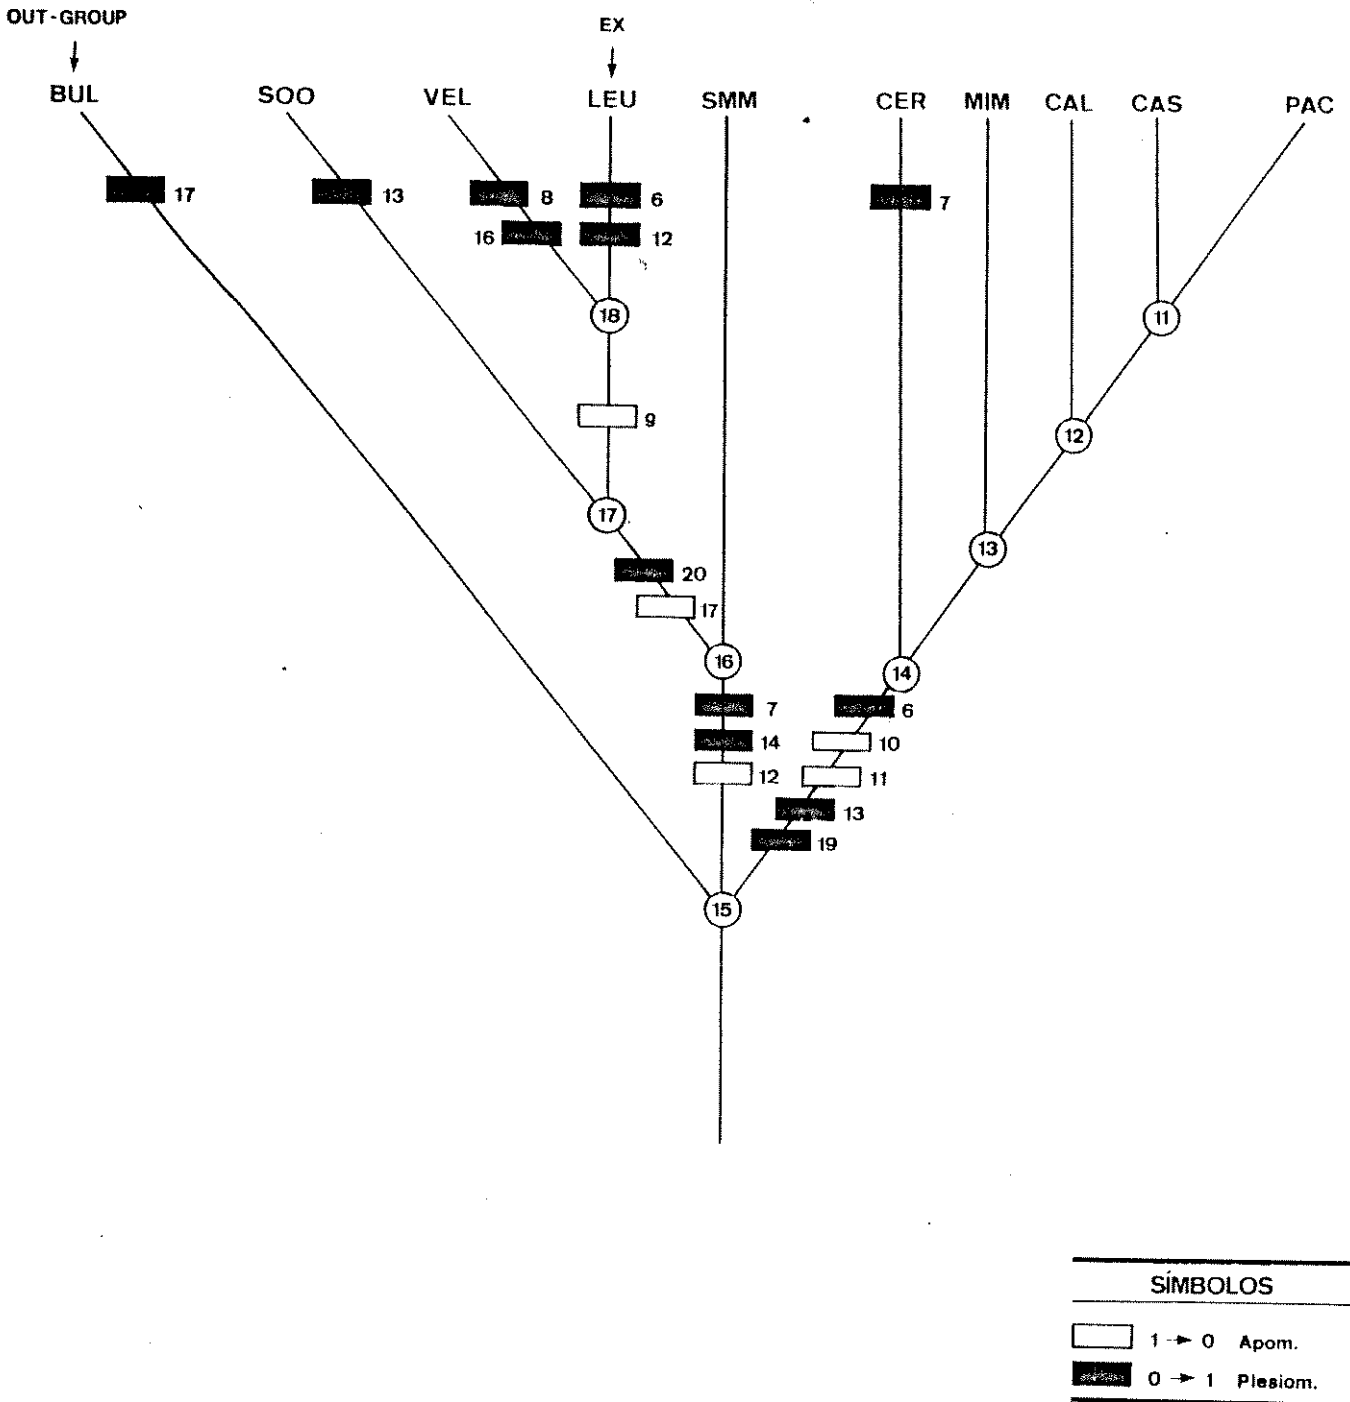 OUT-GROUP
EX
BUL SOO VEL LEU SMM CER MIM CAL CAS PAC
17 13 8 6 7
16 12
18 11
9 12
17 13
20
17
16 14
7 6
14 10
12 11
13
19
15
SÍMBOLOS
1 → 0 Apom.
0 → 1 Plesiom.